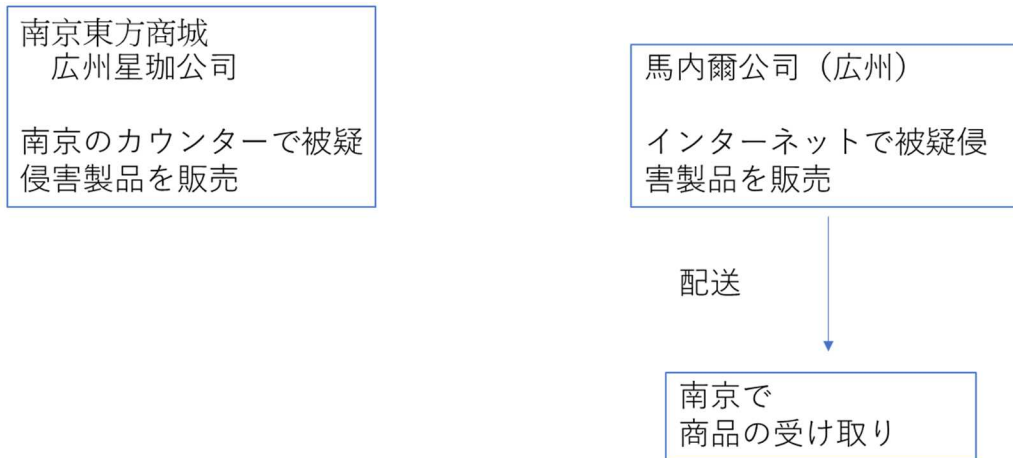 南京東方商城
広州星珈公司
南京のカウンターで被疑
侵害製品を販売
馬内爾公司（広州）
インターネットで被疑侵
害製品を販売
配送
南京で
商品の受け取り